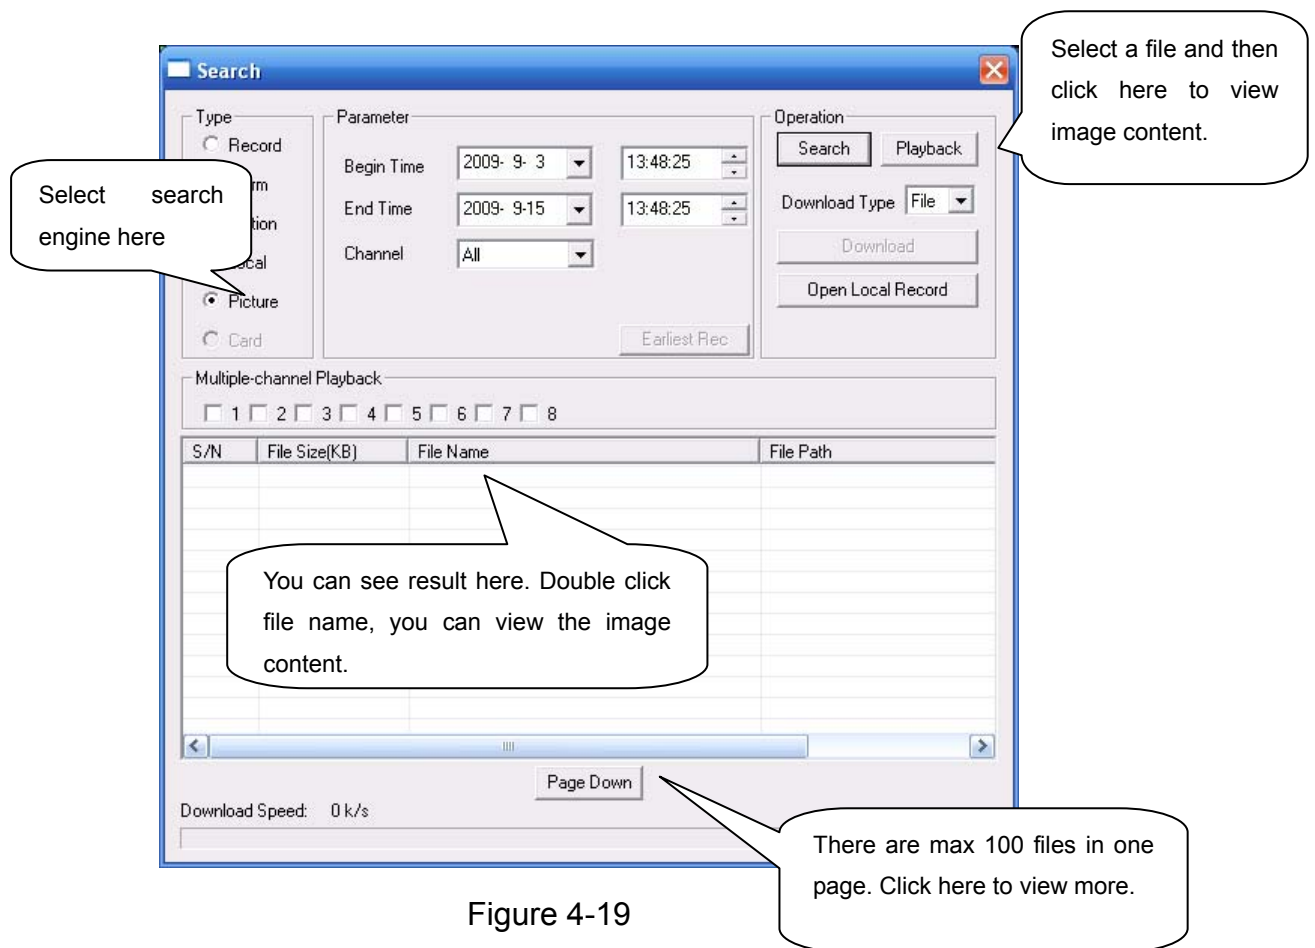 Select a file and then
click here to view
image content.
Search
Type
Record
Select search
engine here
Picture
Card
Parameter
Begin Time 2009- 9- 3 13:48:25
End Time 2009- 9-15 13:48:25
Channel All
Earliest Rec
Operation
Search Playback
Download Type File
Download
Open Local Record
Multiple-channel Playback
1 2 3 4 5 6 7 8
S/N File Size(KB) File Name File Path
You can see result here. Double click
file name, you can view the image
content.
Page Down
Download Speed: 0 k/s
There are max 100 files in one
page. Click here to view more.
Figure 4-19